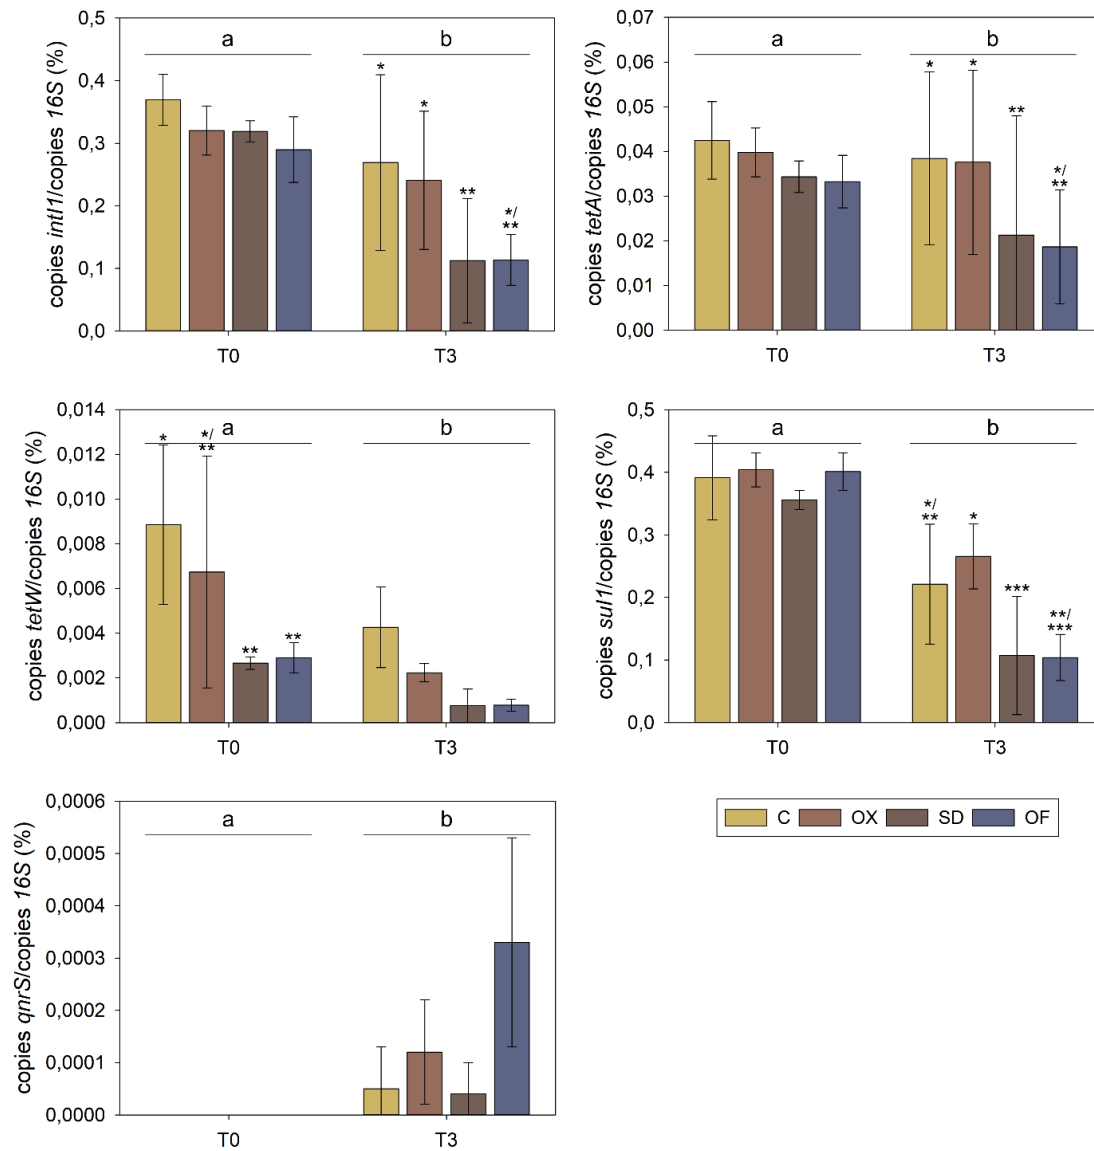 copies intI1/copies 16S (%)
0,5
0,4
0,3
0,2
0,1
0,0
a
b
*
*
**
*/
**
T0
T3
copies tetA/copies 16S (%)
0,07
0,06
0,05
0,04
0,03
0,02
0,01
0,00
a
b
*
*
**
*/
**
T0
T3
copies tetW/copies 16S (%)
0,014
0,012
0,010
0,008
0,006
0,004
0,002
0,000
a
b
*
*/
**
**
**
T0
T3
copies sul1/copies 16S (%)
0,5
0,4
0,3
0,2
0,1
0,0
a
b
*/
**
*
***
**/
***
T0
T3
copies qnrS/copies 16S (%)
0,0006
0,0005
0,0004
0,0003
0,0002
0,0001
0,0000
a
b
T0
T3
C OX SD OF